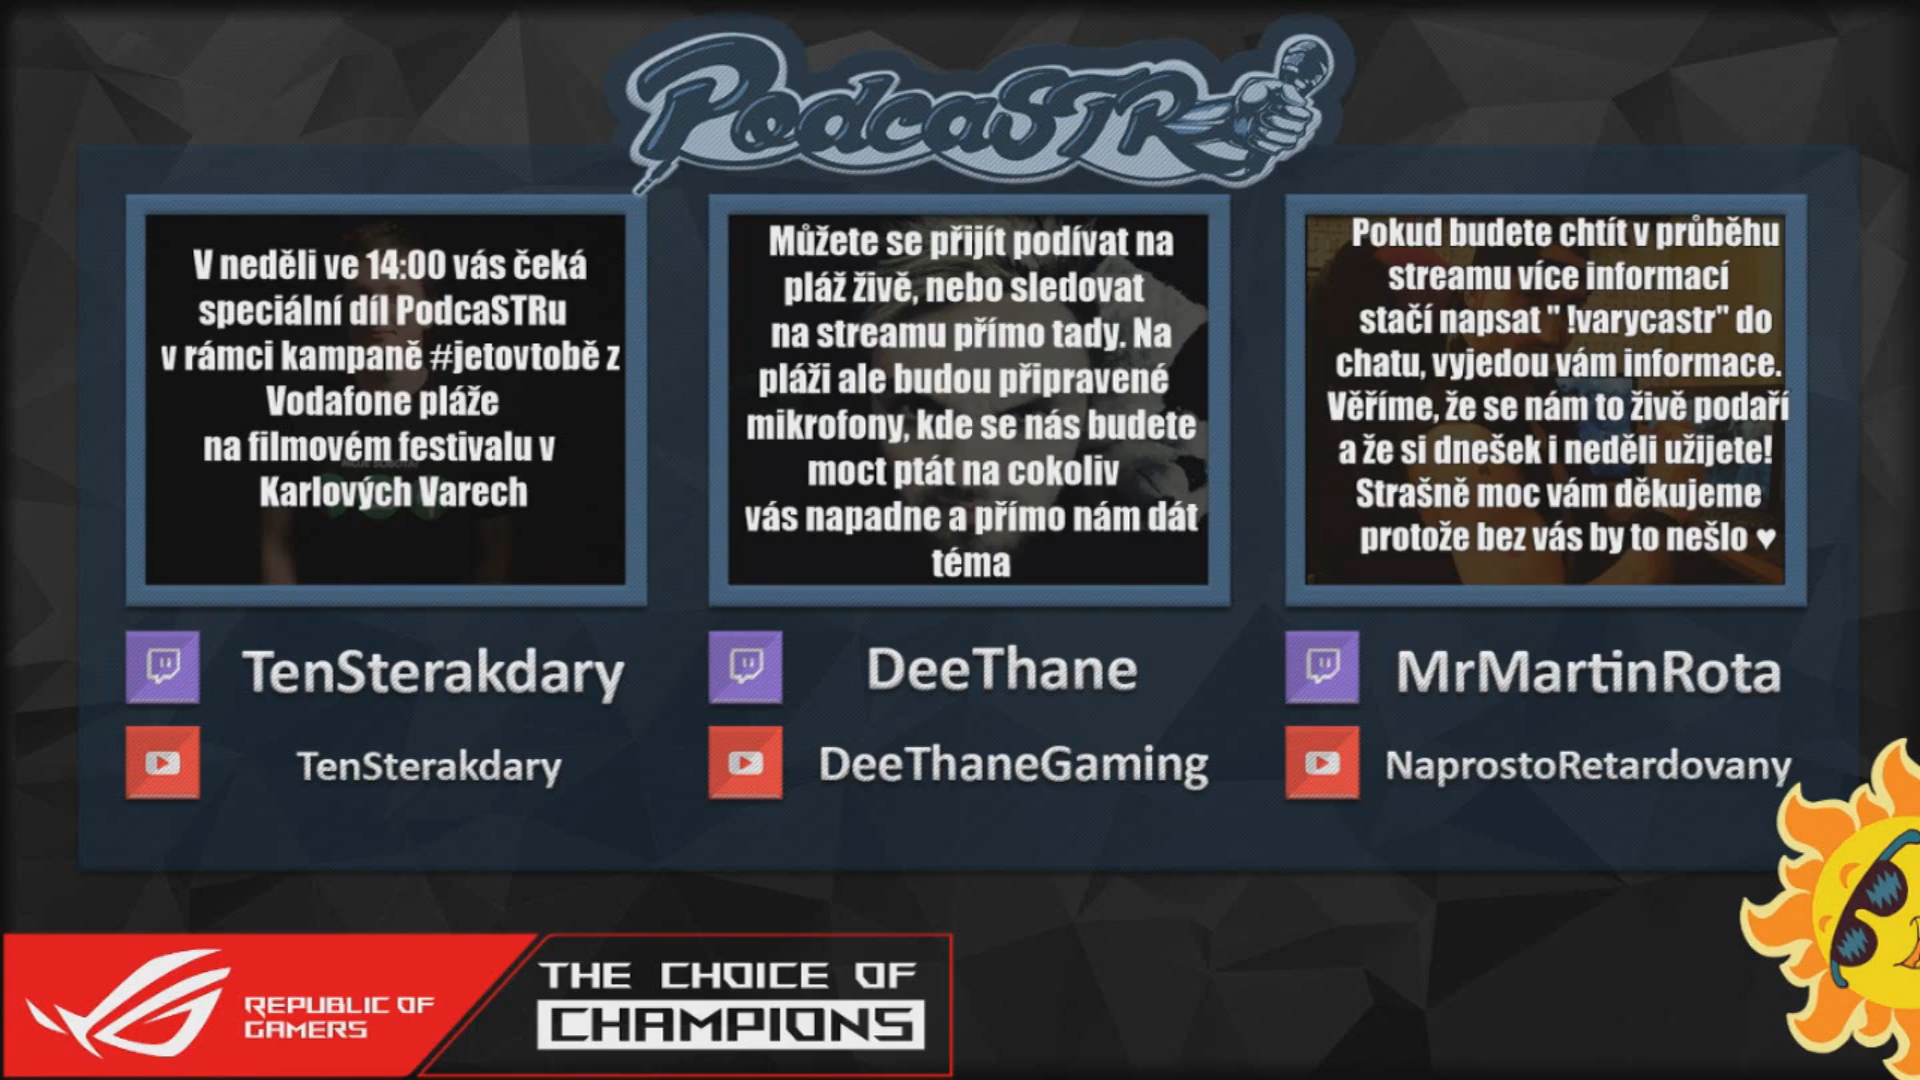 PodcaSTR
V neděli ve 14:00 vás čeká
speciální díl PodcaSTRu
v rámci kampaně #jetovtobě z
Vodafone pláže
na filmovém festivalu v
Karlových Varech
Můžete se přijít podívat na
pláž živě, nebo sledovat
na streamu přímo tady. Na
pláži ale budou připravené
mikrofony, kde se nás budete
moct ptát na cokoliv
vás napadne a přímo nám dát
téma
Pokud budete chtít v průběhu
streamu více informací
stačí napsat " !varycastr" do
chatu, vyjedou vám informace.
Věříme, že se nám to živě podaří
a že si dnešek i neděli užijete!
Strašně moc vám děkujeme
protože bez vás by to nešlo ♥
TenSterakdary
TenSterakdary
DeeThane
DeeThaneGaming
MrMartinRota
NaprostoRetardovany
REPUBLIC OF
GAMERS
THE CHOICE OF
CHAMPIONS